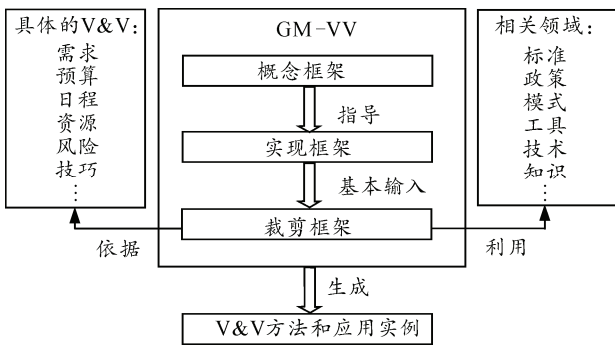 具体的V&V:
需求
预算
日程
资源
风险
技巧
⋮
GM-VV
概念框架
指导
实现框架
基本输入
裁剪框架
相关领域:
标准
政策
模式
工具
技术
知识
⋮
依据
利用
生成
V&V方法和应用实例